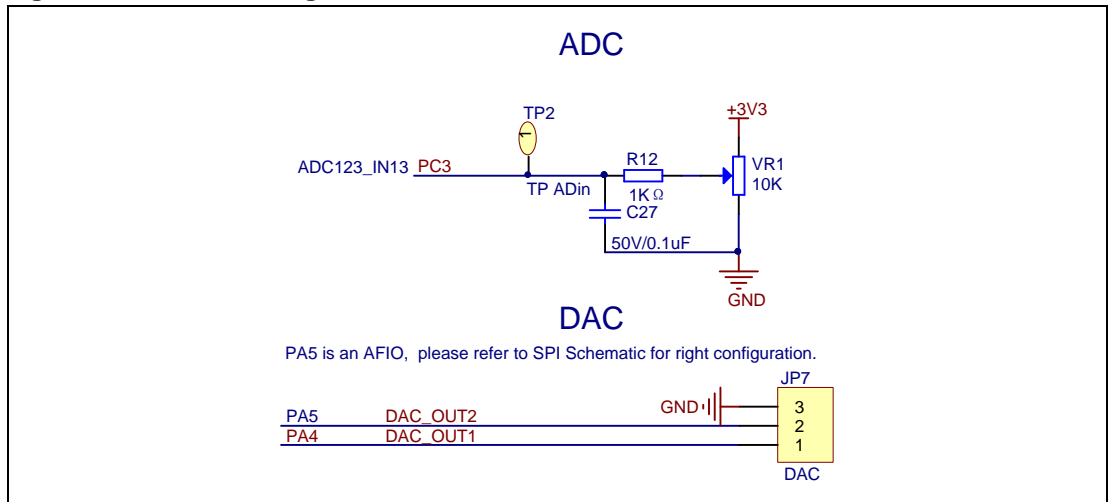 ADC
TP2
1
+3V3
ADC123_IN13 PC3
R12
VR1
10K
TP ADin
1K Ω
C27
50V/0.1uF
GND
DAC
PA5 is an AFIO, please refer to SPI Schematic for right configuration.
JP7
GND
3
PA5 DAC_OUT2
2
PA4 DAC_OUT1
1
DAC